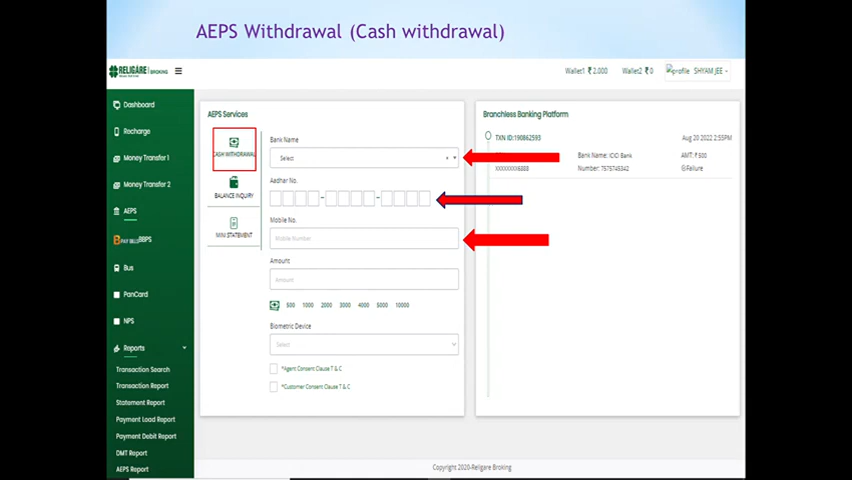 AEPS Withdrawal (Cash withdrawal)
RELIGARE BROKING
Wallet1 ₹ 2,000 Wallet2 ₹ 0 profile SHYAM JEE
Dashboard
Recharge
Money Transfer 1
Money Transfer 2
AEPS
BBPS
Bus
PanCard
NPS
Reports
Transaction Search
Transaction Report
Statement Report
Payment Load Report
Payment Debit Report
DMT Report
AEPS Report
AEPS Services
CASH WITHDRAWAL
BALANCE INQUIRY
MINI STATEMENT
Bank Name
Select
Aadhar No.
Mobile No.
Mobile Number
Amount
Amount
500 1000 2000 3000 4000 5000 10000
Biometric Device
Select
*Agent Consent Clause T & C
*Customer Consent Clause T & C
Branchless Banking Platform
TXN ID:190862593 Aug 20 2022 2:55PM
Bank Name: ICICI Bank AMT: ₹ 500
Number: 7575745342 Failure
Copyright 2020-Religare Broking